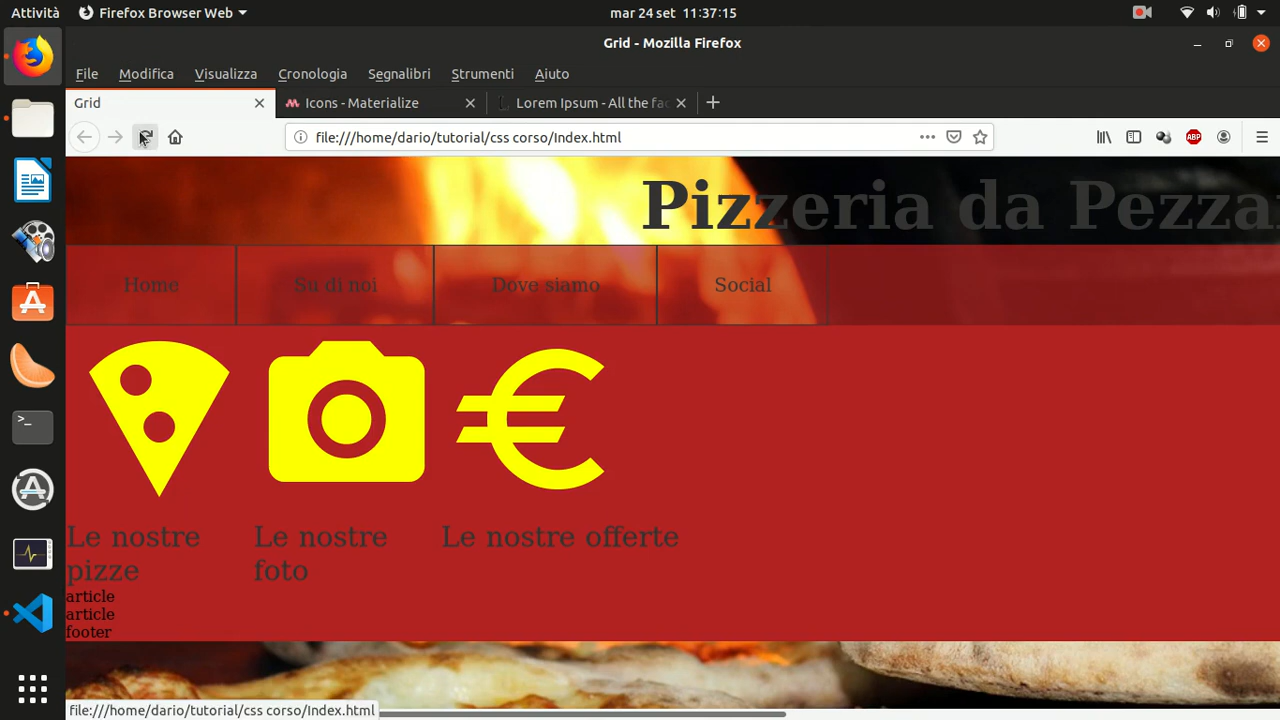 Attività Firefox Browser Web mar 24 set 11:37:15
Grid - Mozilla Firefox
File Modifica Visualizza Cronologia Segnalibri Strumenti Aiuto
Grid Icons - Materialize Lorem Ipsum - All the fac
file:///home/dario/tutorial/css corso/Index.html ABP
Pizzeria da Pezza
Home Su di noi Dove siamo Social
Le nostre pizze
Le nostre foto
Le nostre offerte
article
article
footer
file:///home/dario/tutorial/css corso/Index.html